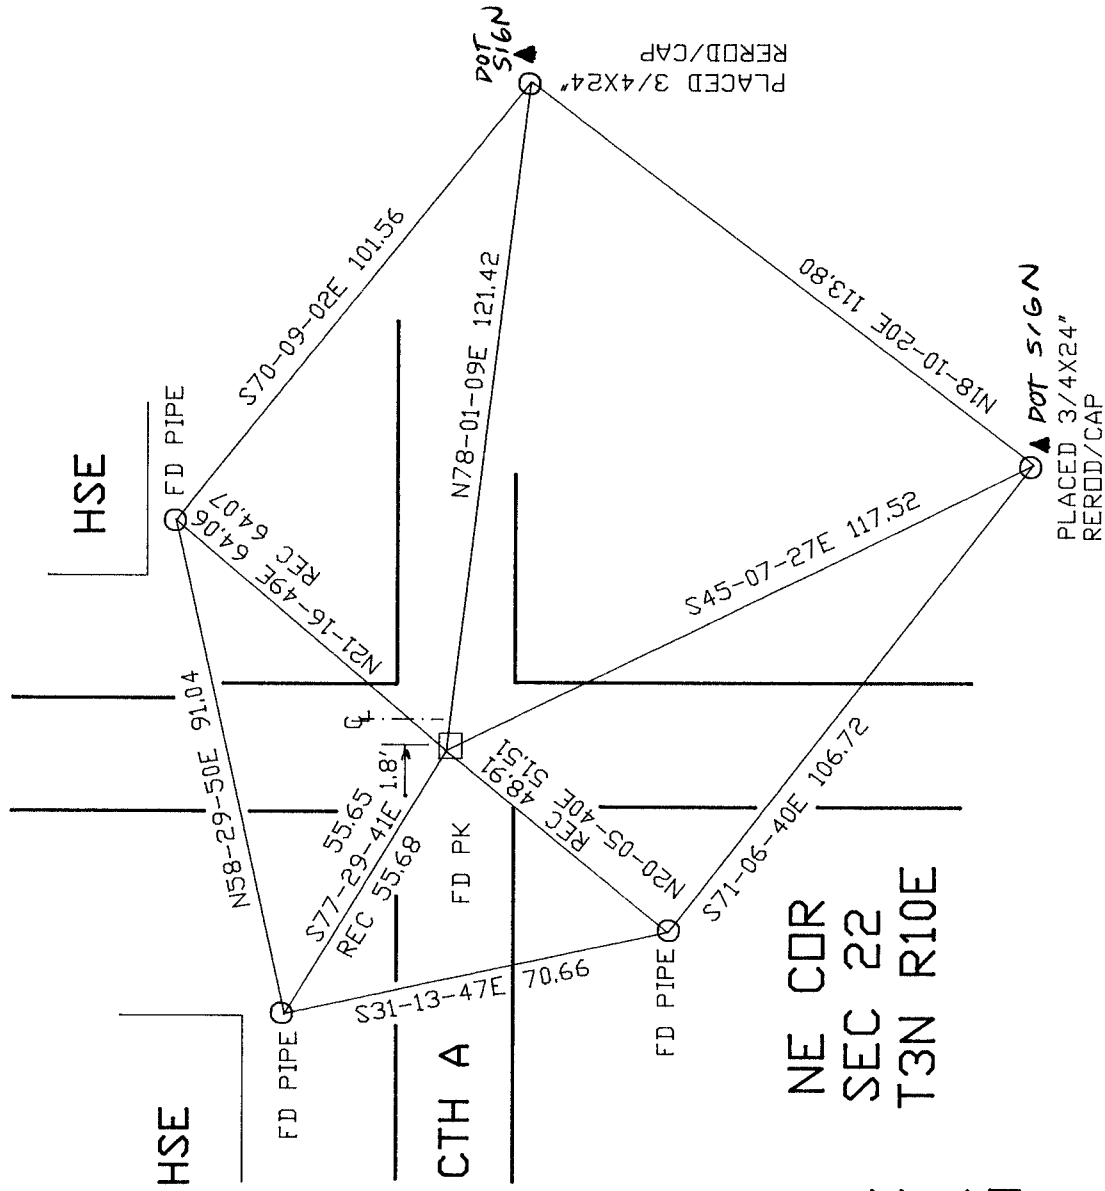 HSE
FD PIPE
DOT
SIGN
PLACED 3/4X24"
REROD/CAP
S70-09-02E 101.56
N58-29-50E 91.04
N21-16-49E 64.06
REC 64.07
N78-01-09E 121.42
55.65
S77-29-41E
REC 55.68
1.8'
CL
FD PK
HSE
FD PIPE
CTH A
S31-13-47E 70.66
REC 48.91
N20-05-40E 51.51
FD PIPE
S45-07-27E 117.52
N18-10-20E 113.80
S71-06-40E 106.72
DOT SIGN
PLACED 3/4X24"
REROD/CAP
NE COR
SEC 22
T3N R10E